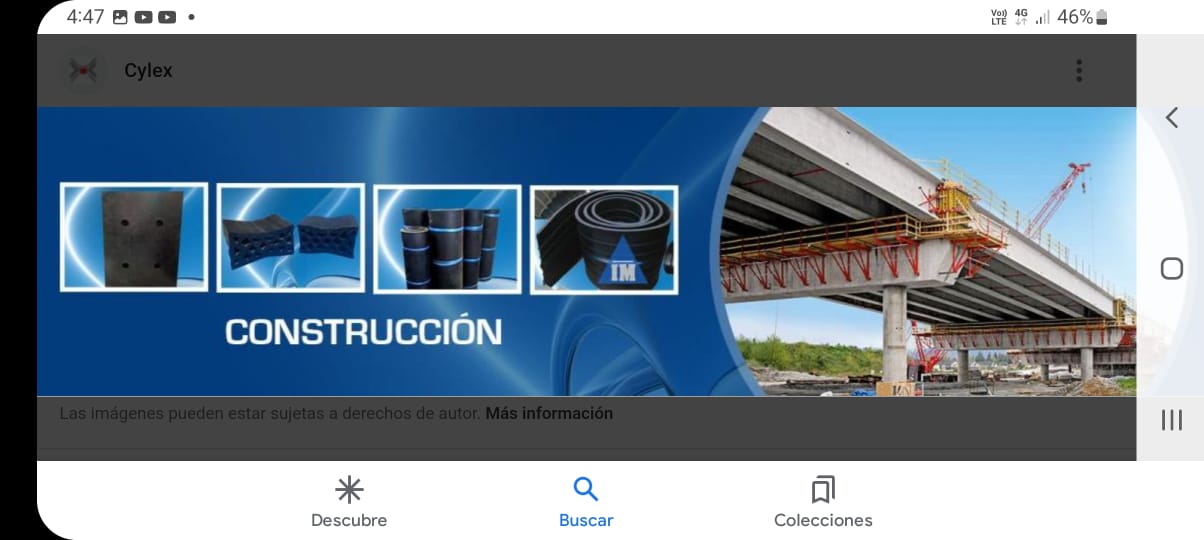 4:47
Vo))
LTE
4G
46%
Cylex
IM
CONSTRUCCIÓN
Las imágenes pueden estar sujetas a derechos de autor. Más información
Descubre
Buscar
Colecciones